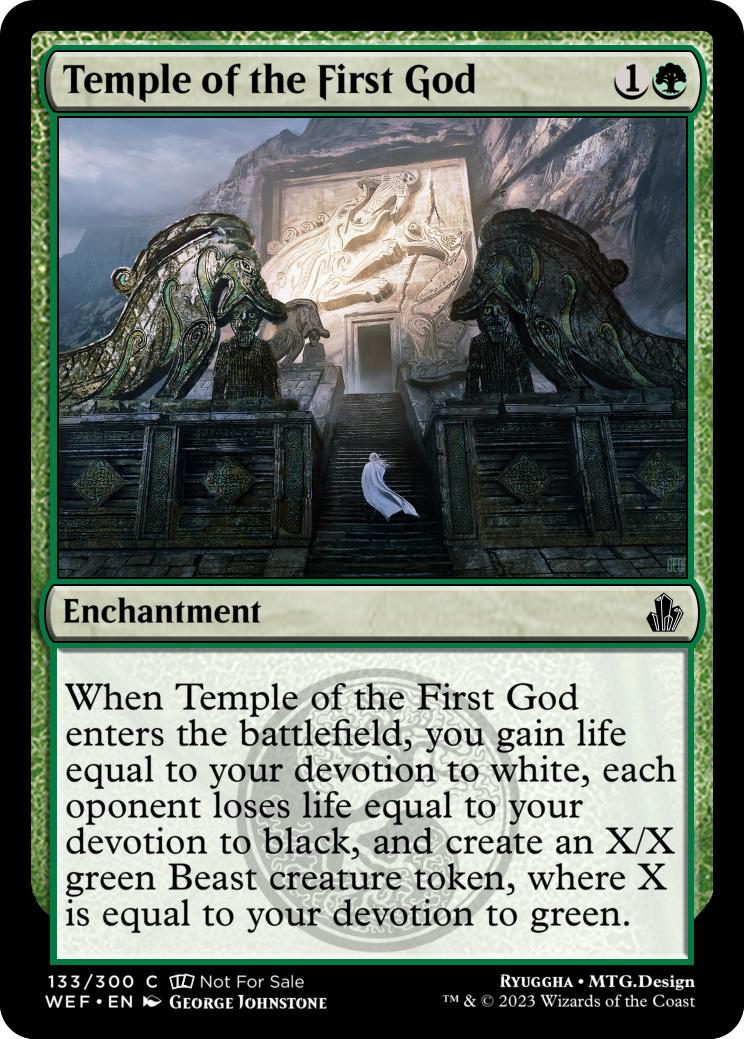 Temple of the First God 1
Enchantment
When Temple of the First God
enters the battlefield, you gain life
equal to your devotion to white, each
oponent loses life equal to your
devotion to black, and create an X/X
green Beast creature token, where X
is equal to your devotion to green.
133/300 C Not For Sale
WEF • EN George Johnstone
Ryuggha • MTG.Design
™ & © 2023 Wizards of the Coast